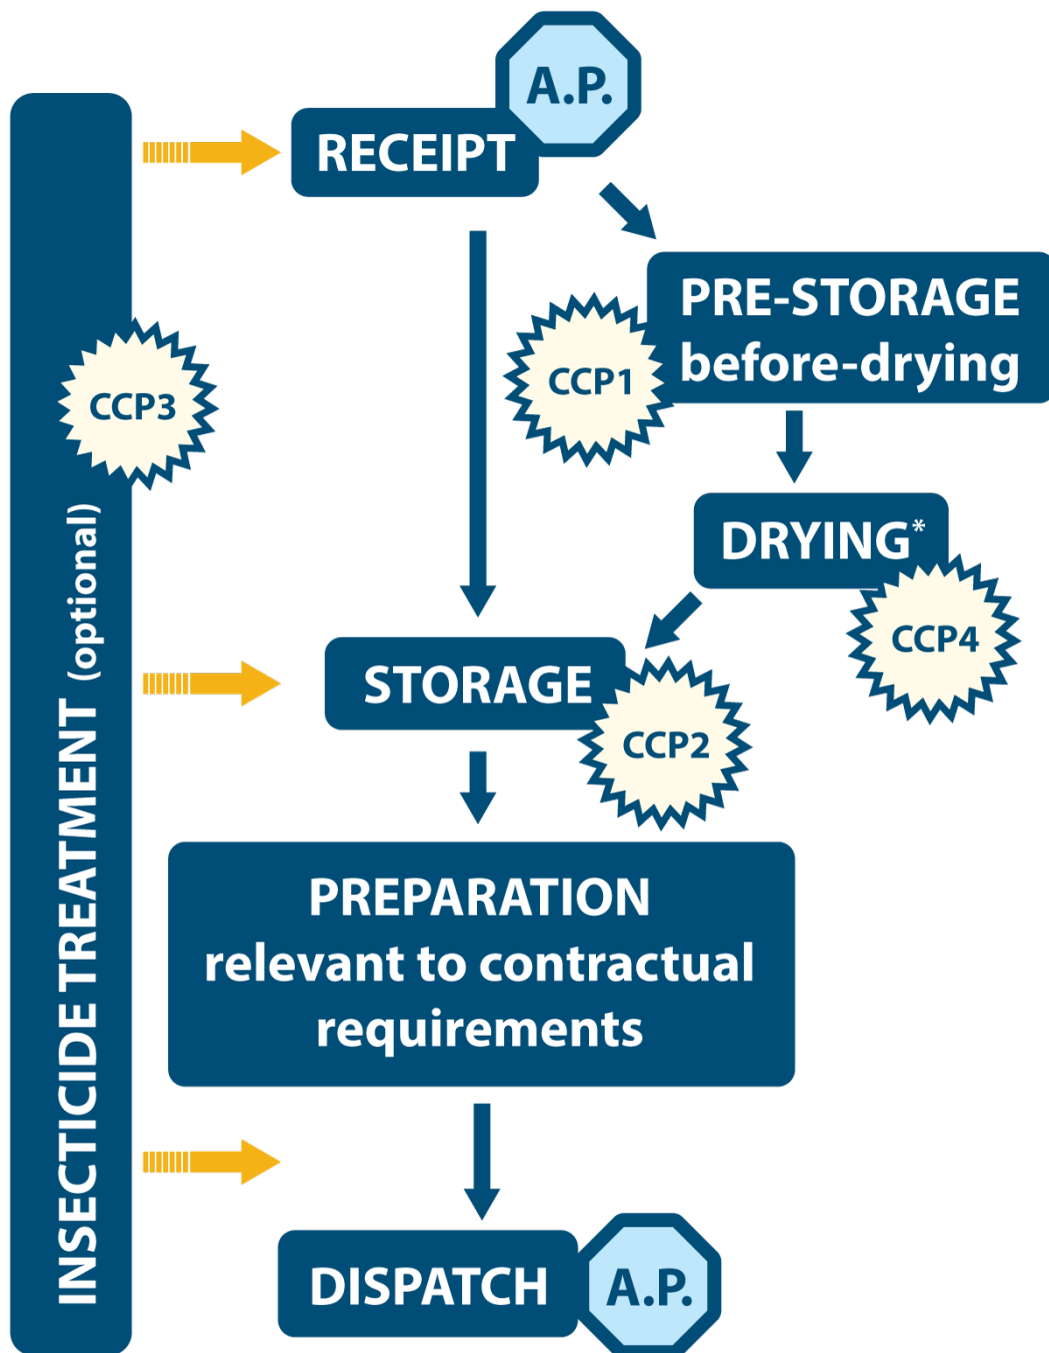 A.P.
RECEIPT
PRE-STORAGE
before-drying
CCP1
CCP3
DRYING*
CCP4
STORAGE
CCP2
INSECTICIDE TREATMENT (optional)
PREPARATION
relevant to contractual
requirements
DISPATCH
A.P.